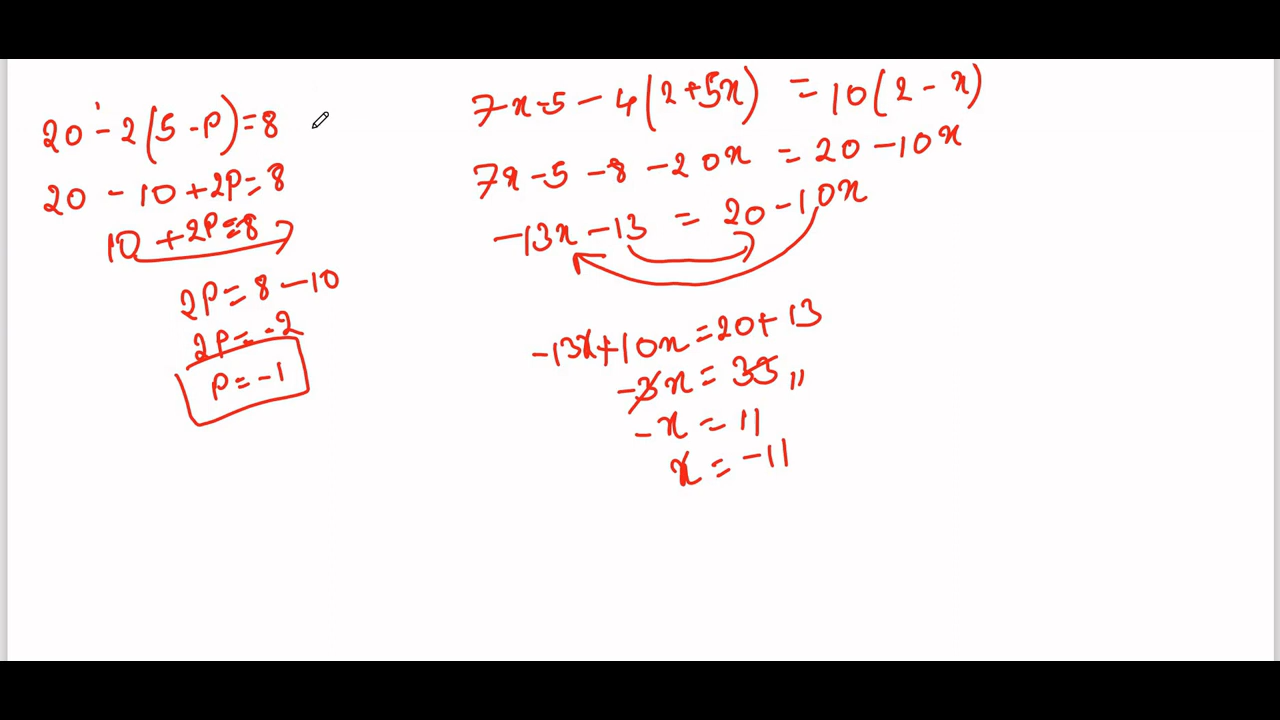 20 - 2(5 - P) = 8
20 - 10 + 2P = 8
10 + 2P = 8
2P = 8 - 10
2P = -2
P = -1
7x - 5 - 4(2 + 5x) = 10(2 - x)
7x - 5 - 8 - 20x = 20 - 10x
-13x - 13 = 20 - 10x
-13x + 10x = 20 + 13
-3x = 33 11
-x = 11
x = -11